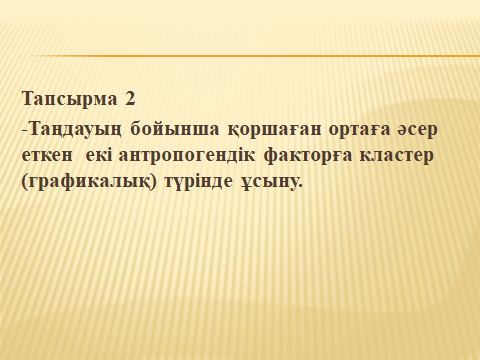 Тапсырма 2
-Таңдауың бойынша қоршаған ортаға әсер
еткен екі антропогендік факторға кластер
(графикалық) түрінде ұсыну.